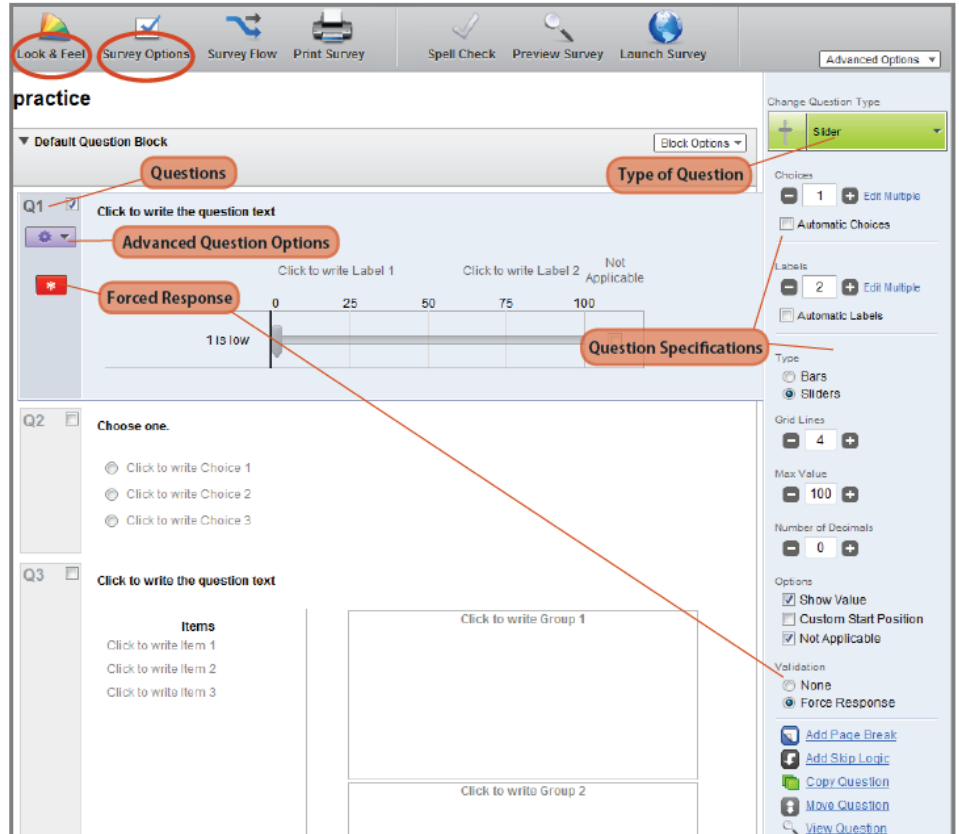 Look & Feel Survey Options Survey Flow Print Survey Spell Check Preview Survey Launch Survey
Advanced Options
practice
Change Question Type
Slider
Default Question Block
Block Options
Questions
Type of Question
Choices
1 Edit Multiple
Automatic Choices
Q1
Click to write the question text
Advanced Question Options
Click to write Label 1 Click to write Label 2 Not Applicable
Labels
2 Edit Multiple
Automatic Labels
*
Forced Response
0 25 50 75 100
1 is low
Question Specifications
Type
Bars
Sliders
Grid Lines
4
Q2
Choose one.
Click to write Choice 1
Click to write Choice 2
Click to write Choice 3
Max Value
100
Number of Decimals
0
Q3
Click to write the question text
Items
Click to write Item 1
Click to write Item 2
Click to write Item 3
Click to write Group 1
Click to write Group 2
Options
Show Value
Custom Start Position
Not Applicable
Validation
None
Force Response
Add Page Break
Add Skip Logic
Copy Question
Move Question
View Question